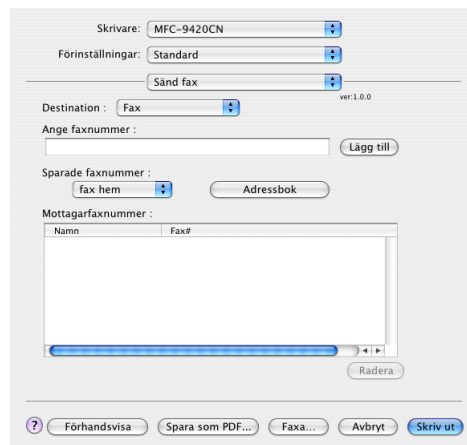 Skrivare: MFC-9420CN
Förinställningar: Standard
Sänd fax
ver:1.0.0
Destination : Fax
Ange faxnummer :
Lägg till
Sparade faxnummer :
fax hem Adressbok
Mottagarfaxnummer :
Namn Fax#
Radera
? Förhandsvisa Spara som PDF... Faxa... Avbryt Skriv ut